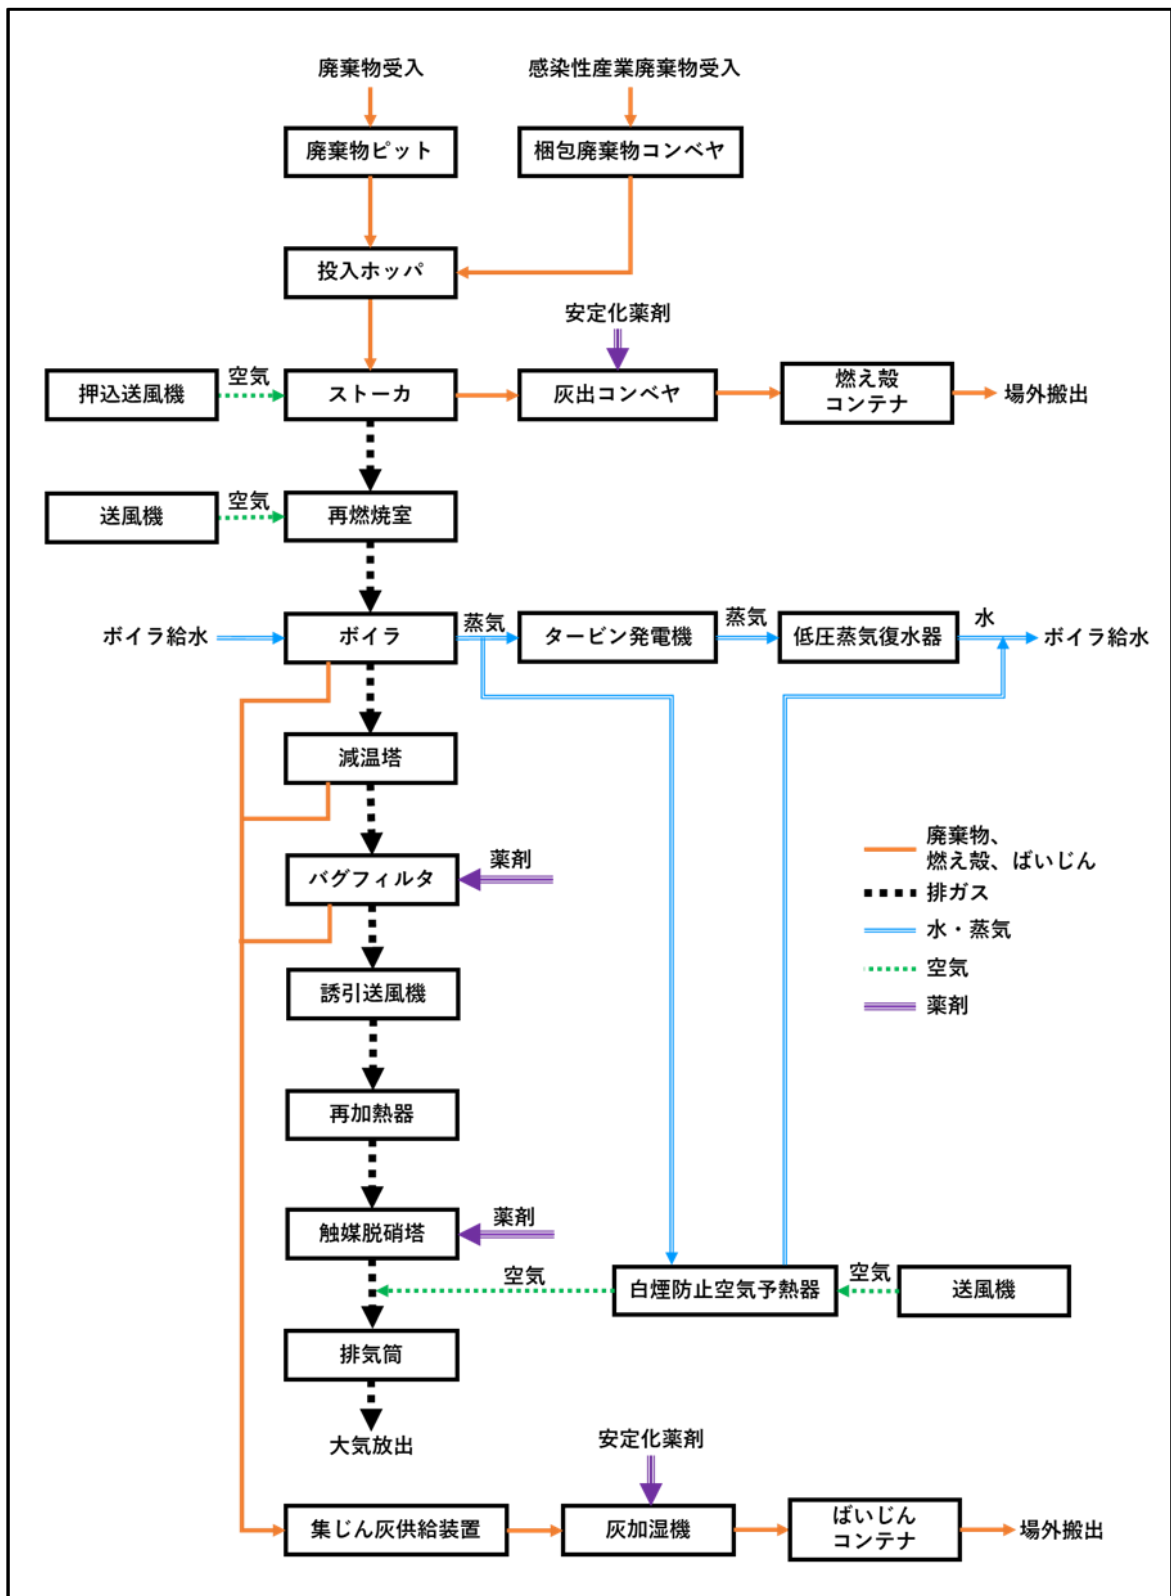 廃棄物受入
感染性産業廃棄物受入
廃棄物ピット
梱包廃棄物コンベヤ
投入ホッパ
安定化薬剤
押込送風機
空気
ストーカ
灰出コンベヤ
燃え殻
コンテナ
場外搬出
送風機
空気
再燃焼室
ボイラ給水
ボイラ
蒸気
タービン発電機
蒸気
低圧蒸気復水器
水
ボイラ給水
減温塔
廃棄物、
燃え殻、ばいじん
排ガス
水・蒸気
空気
薬剤
バグフィルタ
薬剤
誘引送風機
再加熱器
触媒脱硝塔
薬剤
空気
白煙防止空気予熱器
空気
送風機
排気筒
大気放出
安定化薬剤
集じん灰供給装置
灰加湿機
ばいじん
コンテナ
場外搬出